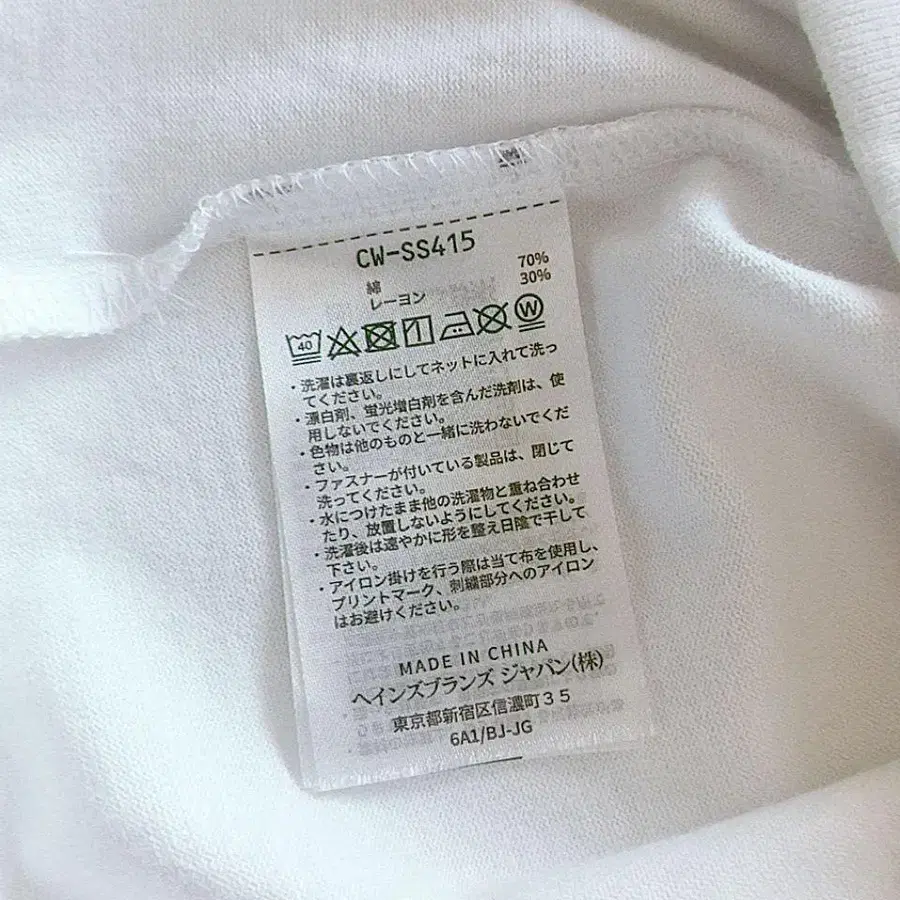 CW-SS415
綿 70%
レーヨン 30%
40 W
・洗濯は裏返しにしてネットに入れて洗っ
てください。
・漂白剤、蛍光増白剤を含んだ洗剤は、使
用しないでください。
・色物は他のものと一緒に洗わないでくだ
さい。
・ファスナーが付いている製品は、閉じて
洗ってください。
・水につけたまま他の洗濯物と重ね合わせ
たり、放置しないようにしてください。
・洗濯後は速やかに形を整え日陰で干して
下さい。
・アイロン掛けを行う際は当て布を使用し、
プリントマーク、刺繍部分へのアイロン
はお避けください。
MADE IN CHINA
ヘインズブランズ ジャパン(株)
東京都新宿区信濃町３５
6A1/BJ-JG